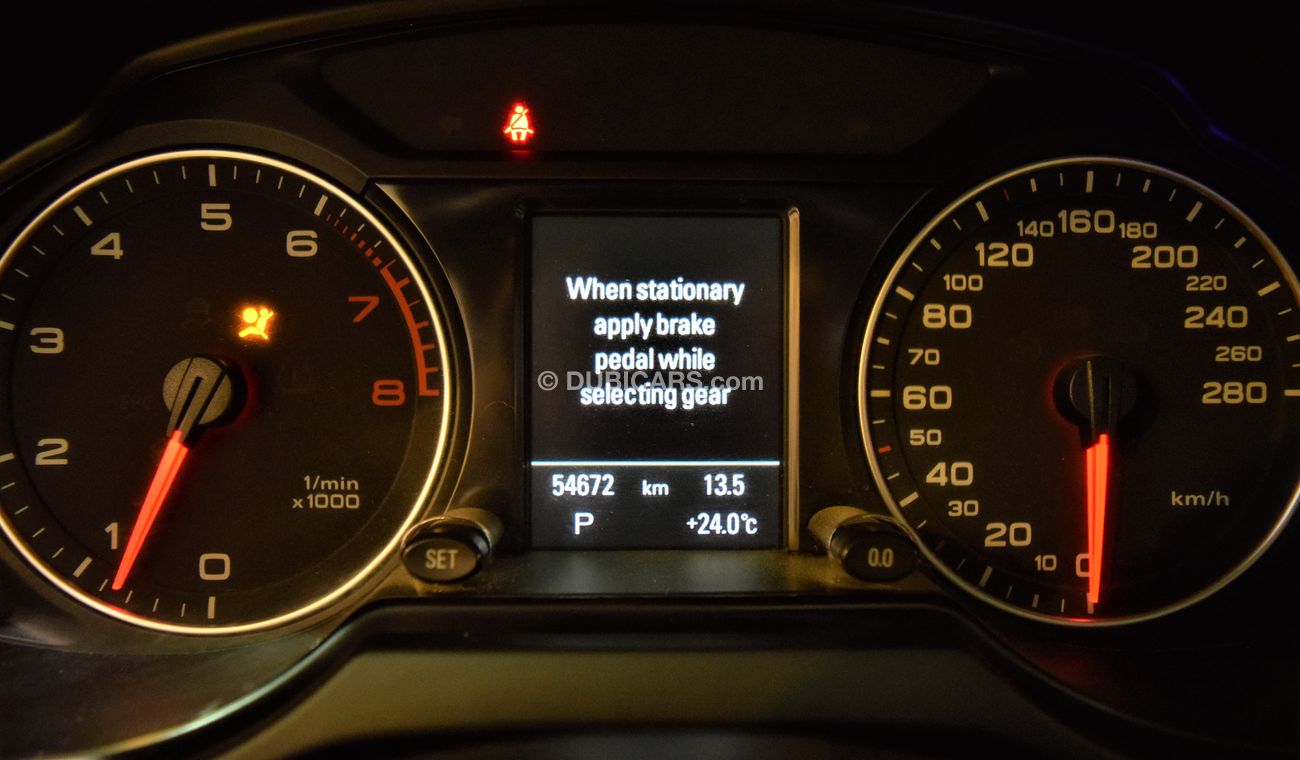 When stationary
apply brake
pedal while
© DUBICARS.com
selecting gear
54672 km 13.5
P +24.0°c
0
1
2
3
4
5
6
7
8
1/min
x1000
SET
0.0
0
10
20
30
40
50
60
70
80
100
120
140
160
180
200
220
240
260
280
km/h